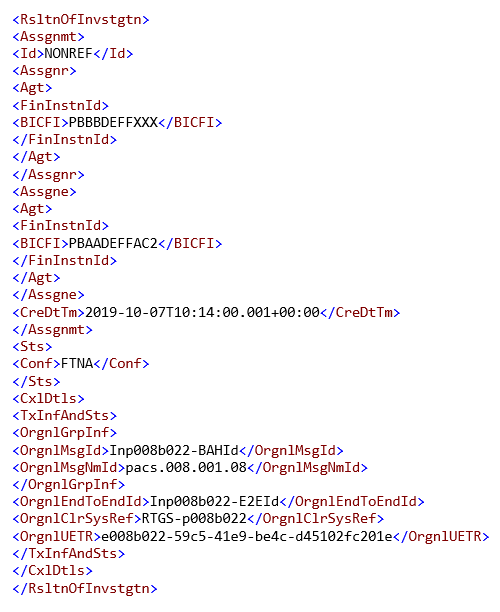 <RsltnOfInvstgtn>
<Assgnmt>
<Id>NONREF</Id>
<Assgnr>
<Agt>
<FinInstnId>
<BICFI>PBBBDEFFXXX</BICFI>
</FinInstnId>
</Agt>
</Assgnr>
<Assgne>
<Agt>
<FinInstnId>
<BICFI>PBAADEFFAC2</BICFI>
</FinInstnId>
</Agt>
</Assgne>
<CreDtTm>2019-10-07T10:14:00.001+00:00</CreDtTm>
</Assgnmt>
<Sts>
<Conf>FTNA</Conf>
</Sts>
<CxlDtls>
<TxInfAndSts>
<OrgnlGrpInf>
<OrgnlMsgId>Inp008b022-BAHId</OrgnlMsgId>
<OrgnlMsgNmId>pacs.008.001.08</OrgnlMsgNmId>
</OrgnlGrpInf>
<OrgnlEndToEndId>Inp008b022-E2EId</OrgnlEndToEndId>
<OrgnlClrSysRef>RTGS-p008b022</OrgnlClrSysRef>
<OrgnlUETR>e008b022-59c5-41e9-be4c-d45102fc201e</OrgnlUETR>
</TxInfAndSts>
</CxlDtls>
</RsltnOfInvstgtn>